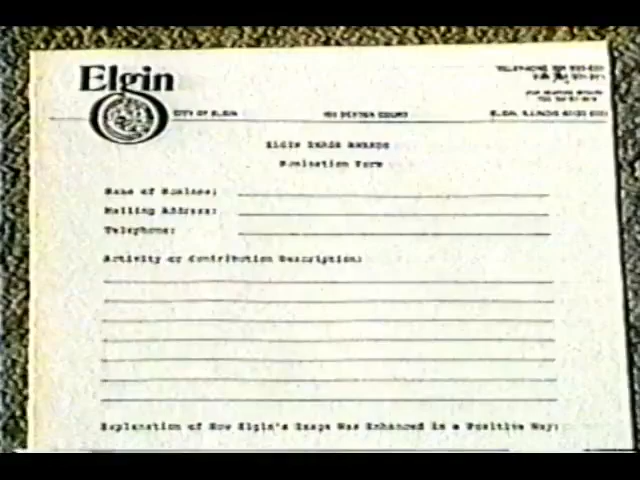 Elgin
CITY OF ELGIN 150 DEXTER COURT ELGIN, ILLINOIS
ELGIN IMAGE AWARDS
Nomination Form
Name of Nominee:
Mailing Address:
Telephone:
Activity or Contribution Description:
Explanation of How Elgin's Image Was Enhanced in a Positive Way: